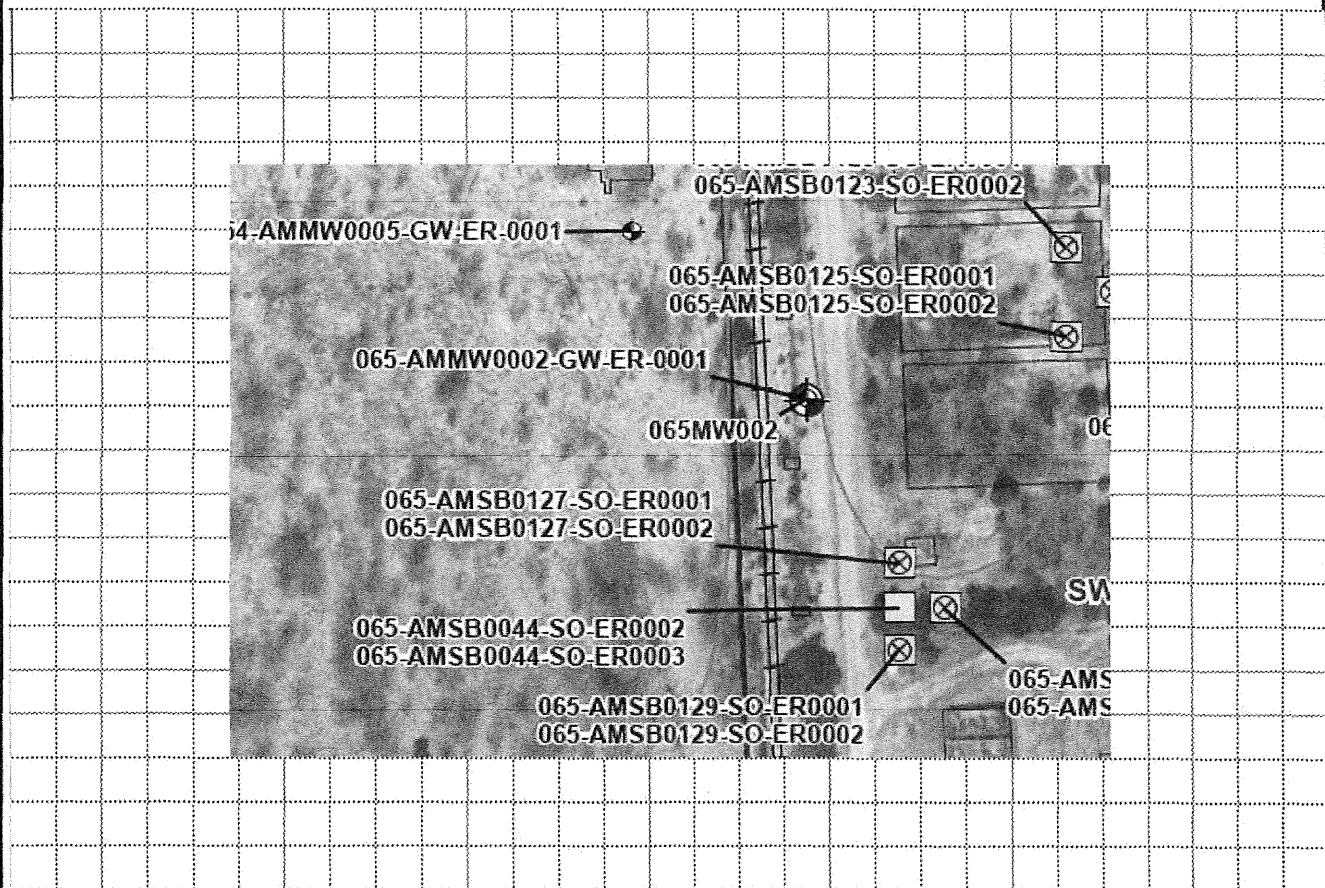 065-AMSB0123-SO-ER0002
54-AMMW0005-GW-ER-0001
065-AMSB0125-SO-ER0001
065-AMSB0125-SO-ER0002
065-AMMW0002-GW-ER-0001
065MW002
06
065-AMSB0127-SO-ER0001
065-AMSB0127-SO-ER0002
SW
065-AMSB0044-SO-ER0002
065-AMSB0044-SO-ER0003
065-AMS
065-AMS
065-AMSB0129-SO-ER0001
065-AMSB0129-SO-ER0002